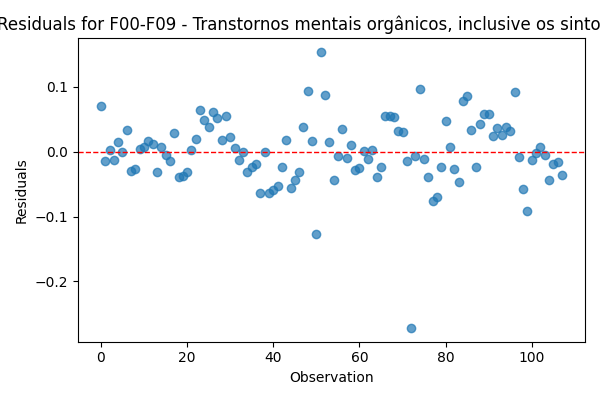 Residuals for F00-F09 - Transtornos mentais orgânicos, inclusive os sinto
0.1
0.0
−0.1
−0.2
Residuals
0 20 40 60 80 100
Observation